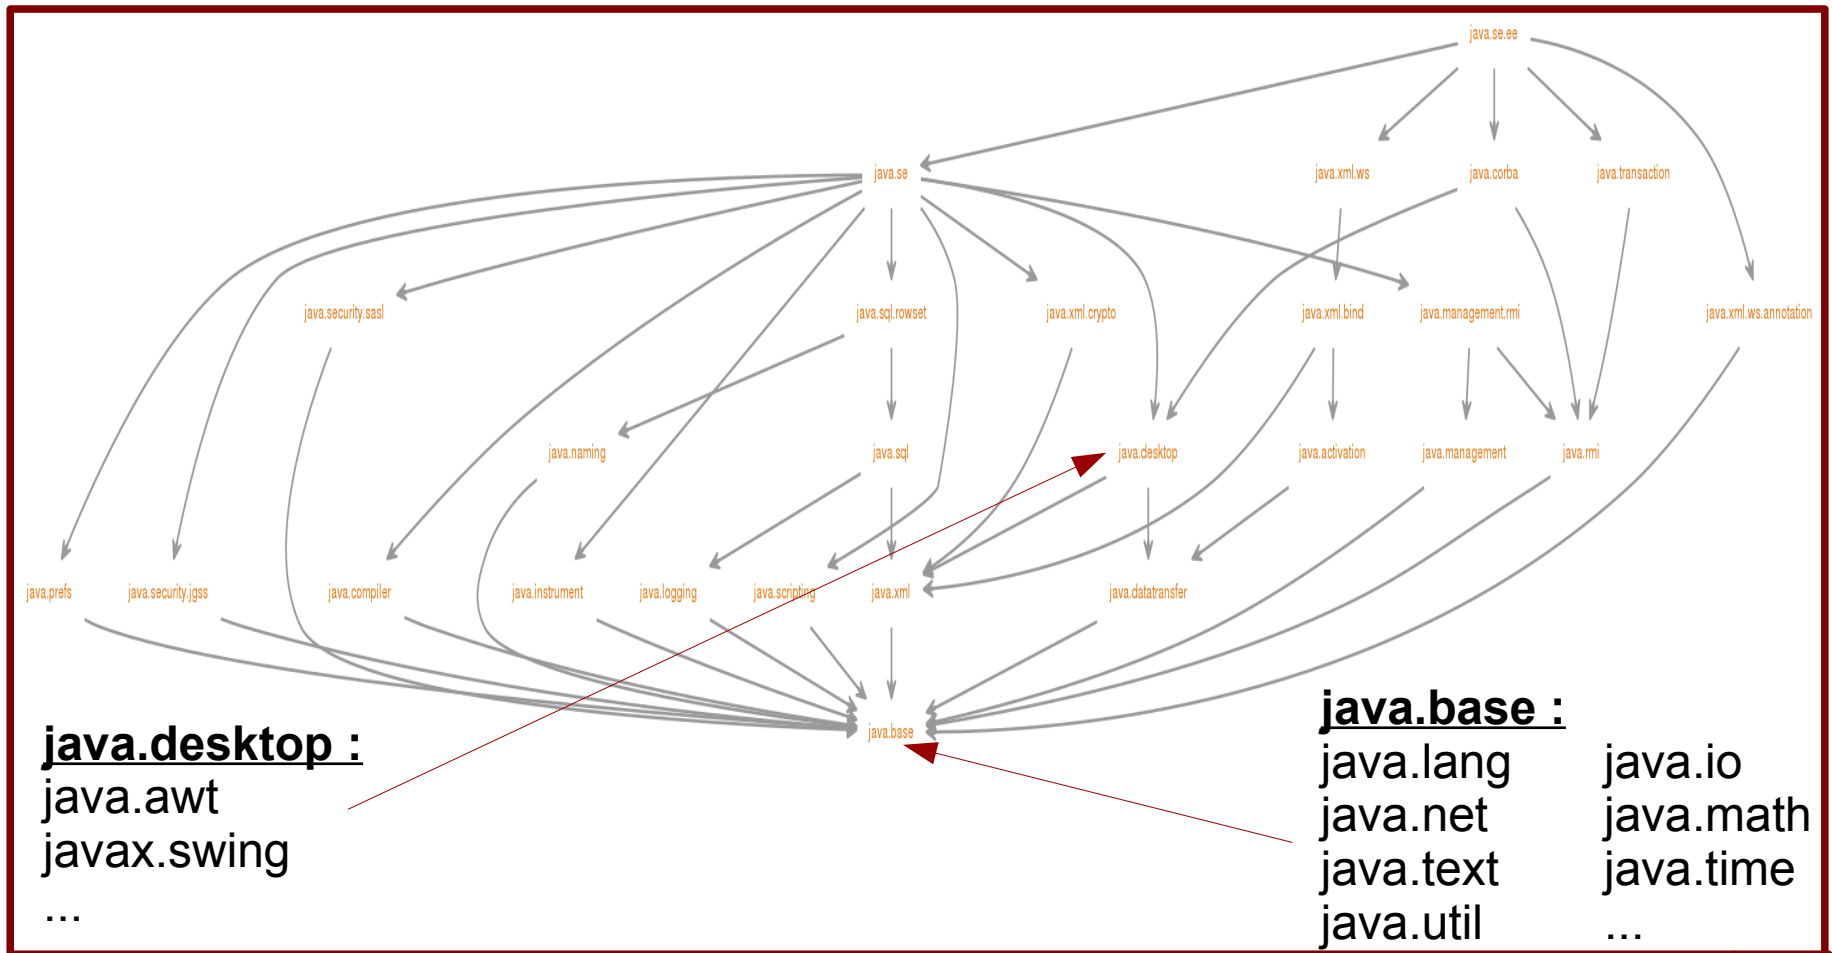 java.se.ee
java.se
java.xml.ws
java.corba
java.transaction
java.security.sasl
java.sql.rowset
java.xml.crypto
java.xml.bind
java.management.rmi
java.xml.ws.annotation
java.naming
java.sql
java.desktop
java.activation
java.management
java.rmi
java.prefs
java.security.jgss
java.compiler
java.instrument
java.logging
java.scripting
java.xml
java.datatransfer
java.base
java.desktop :
java.awt
javax.swing
...
java.base :
java.lang java.io
java.net java.math
java.text java.time
java.util ...